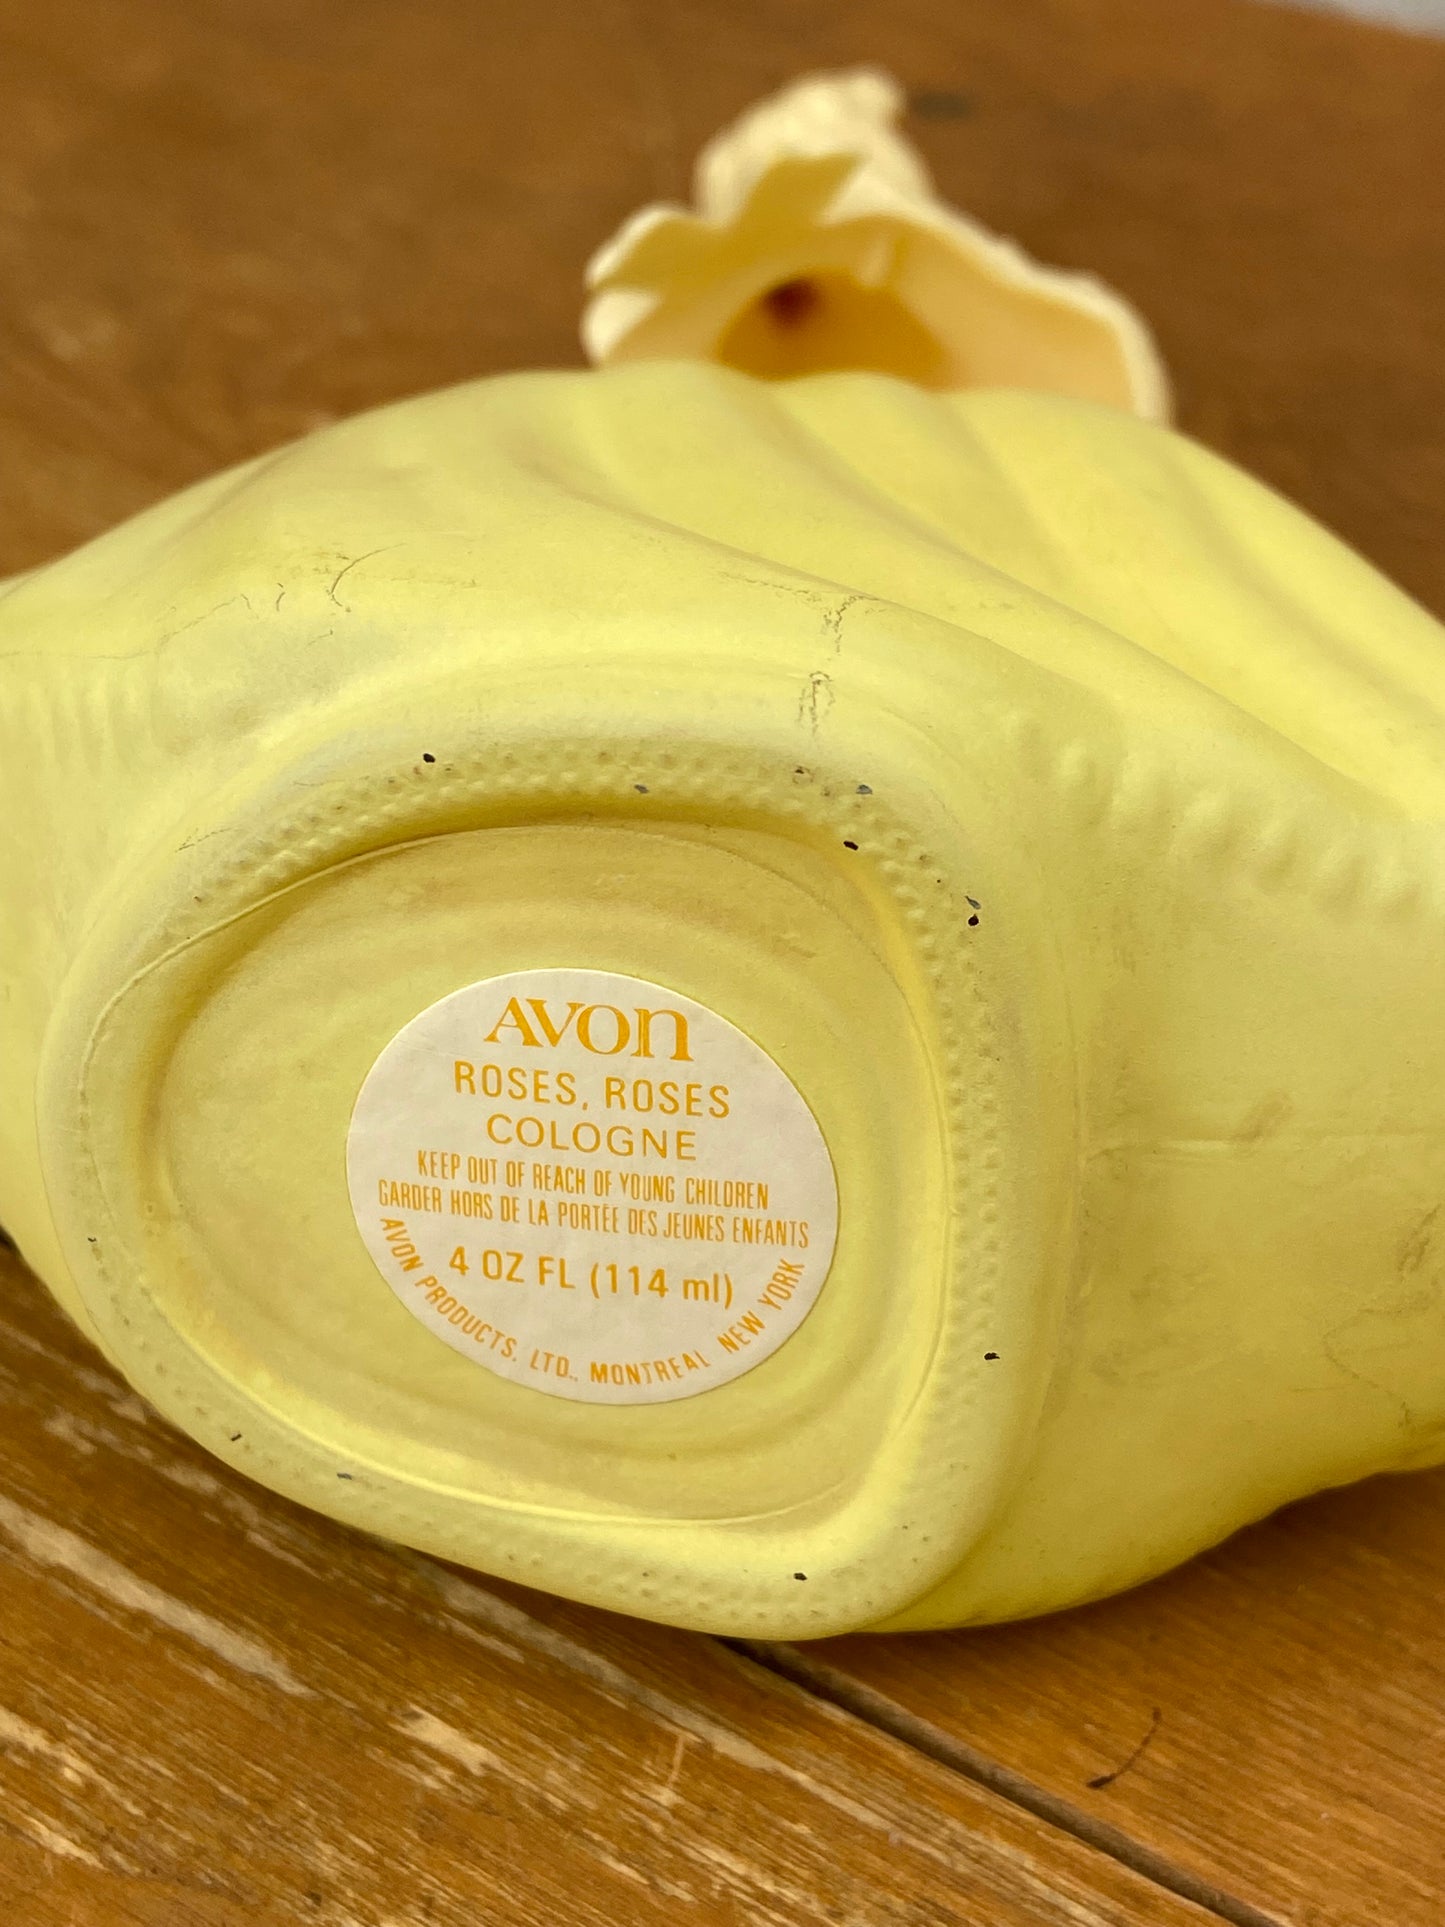 AVON
ROSES, ROSES
COLOGNE
KEEP OUT OF REACH OF YOUNG CHILDREN
GARDER HORS DE LA PORTÉE DES JEUNES ENFANTS
4 OZ FL (114 ml)
AVON PRODUCTS, LTD., MONTREAL NEW YORK